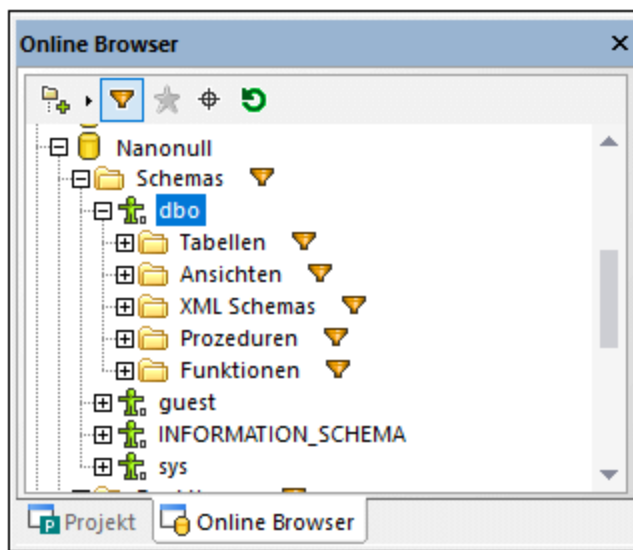 Online Browser
Nanonull
Schemas
dbo
Tabellen
Ansichten
XML Schemas
Prozeduren
Funktionen
guest
INFORMATION_SCHEMA
sys
Projekt
Online Browser